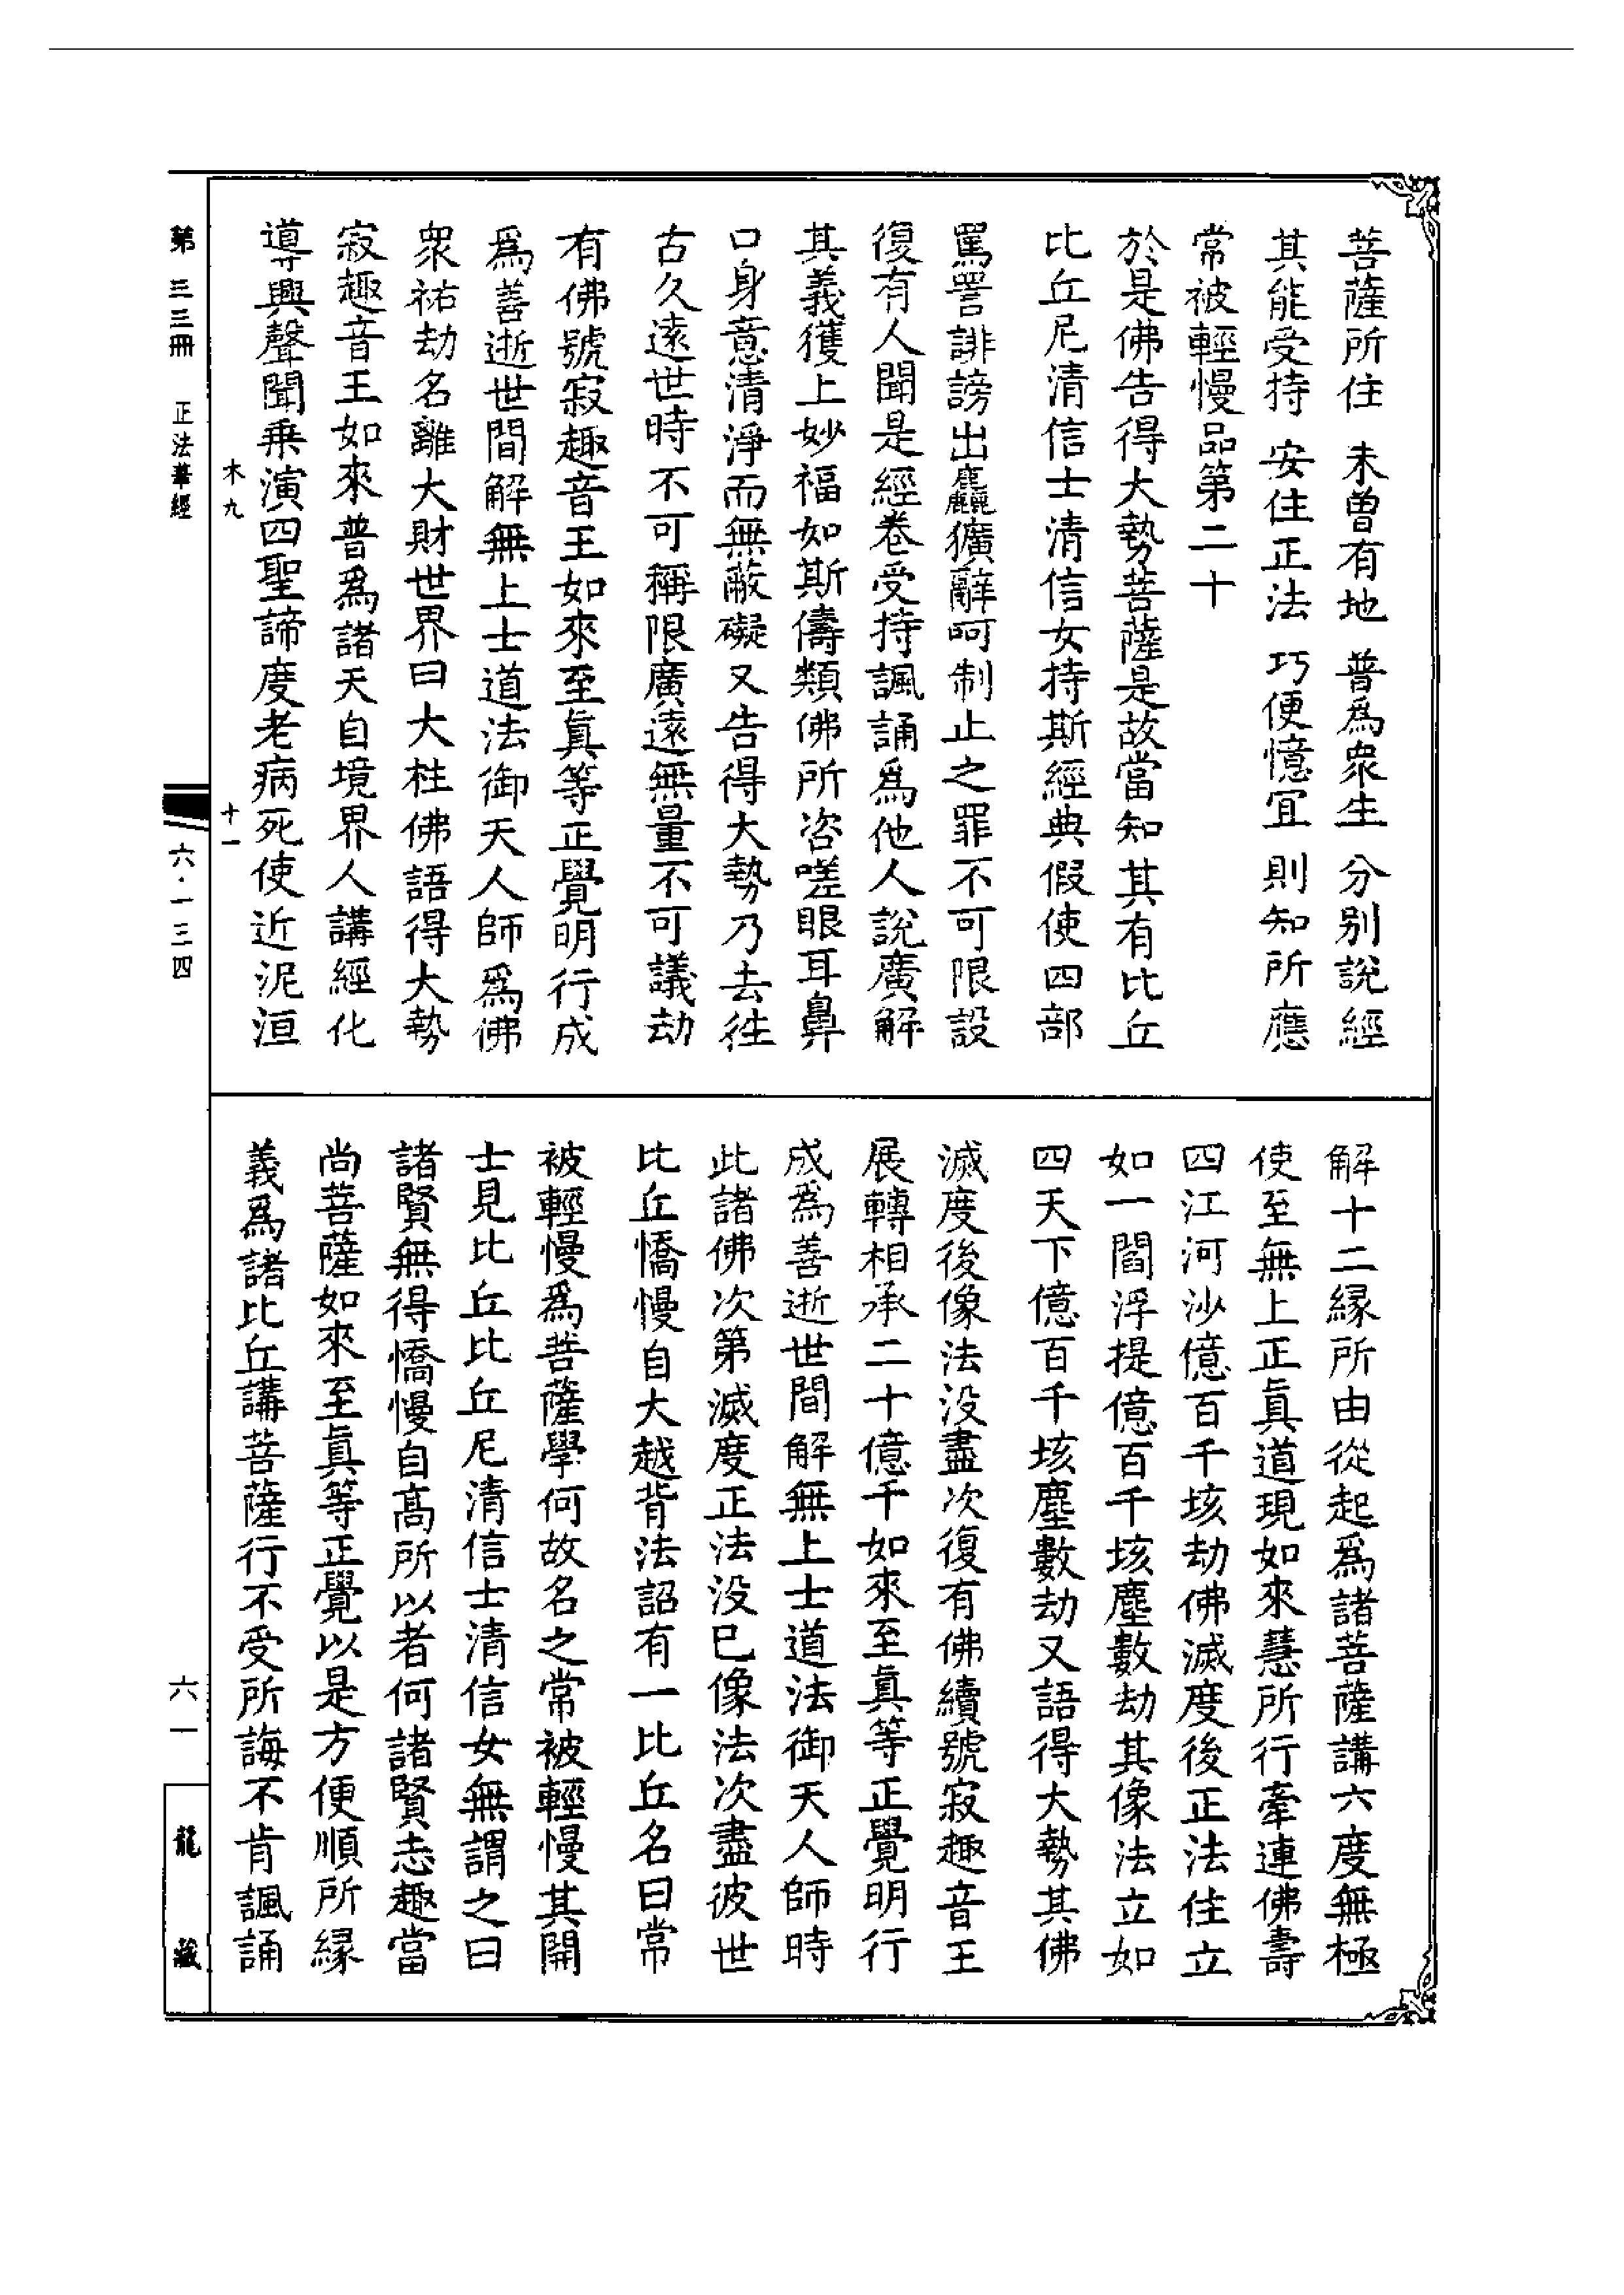 菩薩所住 未曾有地 普爲衆生 分別說經
其能受持 安住正法 巧便憶宜 則知所應
常被輕慢品第二十
於是佛告得大勢菩薩是故當知其有比丘
比丘尼清信士清信女持斯經典假使四部
罵詈誹謗出麤獷辭呵制止之罪不可限設
復有人聞是經卷受持諷誦爲他人說廣解
其義獲上妙福如斯儔類佛所咨嗟眼耳鼻
口身意清淨而無蔽礙又告得大勢乃去往
古久遠世時不可稱限廣遠無量不可議劫
有佛號寂趣音王如來至眞等正覺明行成
爲善逝世間解無上士道法御天人師爲佛
衆祐劫名離大財世界曰大柱佛語得大勢
寂趣音王如來普爲諸天自境界人講經化
導興聲聞乘演四聖諦度老病死使近泥洹
解十二緣所由從起爲諸菩薩講六度無極
使至無上正眞道現如來慧所行牽連佛壽
四江河沙億百千垓劫佛滅度後正法住立
如一閻浮提億百千垓塵數劫其像法立如
四天下億百千垓塵數劫又語得大勢其佛
滅度後像法没盡次復有佛續號寂趣音王
展轉相承二十億千如來至眞等正覺明行
成爲善逝世間解無上士道法御天人師時
此諸佛次第滅度正法没已像法次盡彼世
比丘憍慢自大越背法詔有一比丘名曰常
被輕慢爲菩薩學何故名之常被輕慢其開
士見比丘比丘尼清信士清信女無謂之曰
諸賢無得憍慢自高所以者何諸賢志趣當
尚菩薩如來至眞等正覺以是方便順所緣
義爲諸比丘講菩薩行不受所誨不肯諷誦
木九
十一
第三三冊 正法華經
六·一三四
六一
龍藏